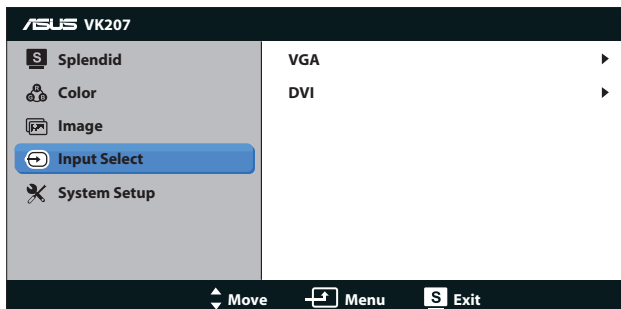 ASUS VK207
S Splendid
R G B Color
Image
Input Select
System Setup
VGA
DVI
Move Menu S Exit